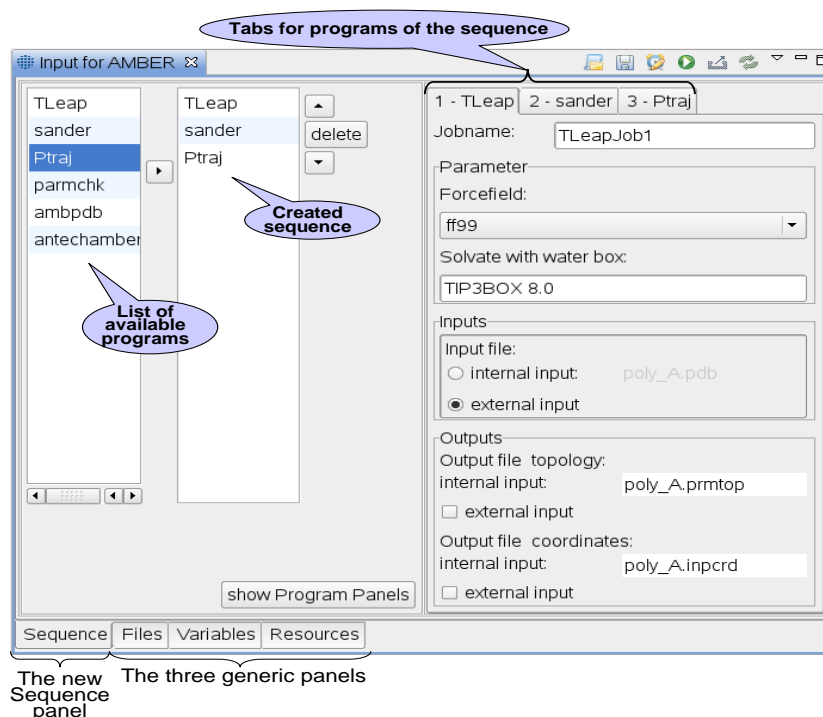 Tabs for programs of the sequence
Input for AMBER
TLeap
sander
Ptraj
parmchk
ambpdb
antechamber
List of
available
programs
TLeap
sander
Ptraj
delete
Created
sequence
show Program Panels
1 - TLeap
2 - sander
3 - Ptraj
Jobname:
TLeapJob1
Parameter
Forcefield:
ff99
Solvate with water box:
TIP3BOX 8.0
Inputs
Input file:
internal input: poly_A.pdb
external input
Outputs
Output file topology:
internal input: poly_A.prmtop
external input
Output file coordinates:
internal input: poly_A.inpcrd
external input
Sequence
Files
Variables
Resources
The new
Sequence
panel
The three generic panels